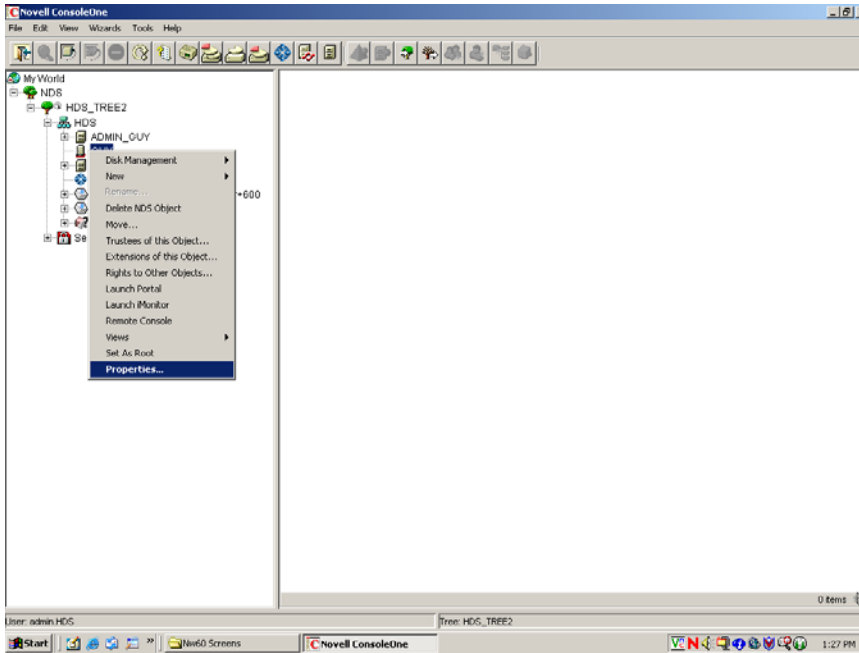 Novell ConsoleOne
File Edit View Wizards Tools Help
My World
NDS
HDS_TREE2
HDS
ADMIN_GUY
Disk Management
New
Rename...
+600
Delete NDS Object
Move...
Se
Trustees of this Object...
Extensions of this Object...
Rights to Other Objects...
Launch Portal
Launch iMonitor
Remote Console
Views
Set As Root
Properties...
0 items
User: admin.HDS
Tree: HDS_TREE2
Start
»
Nw60 Screens
Novell ConsoleOne
1:27 PM